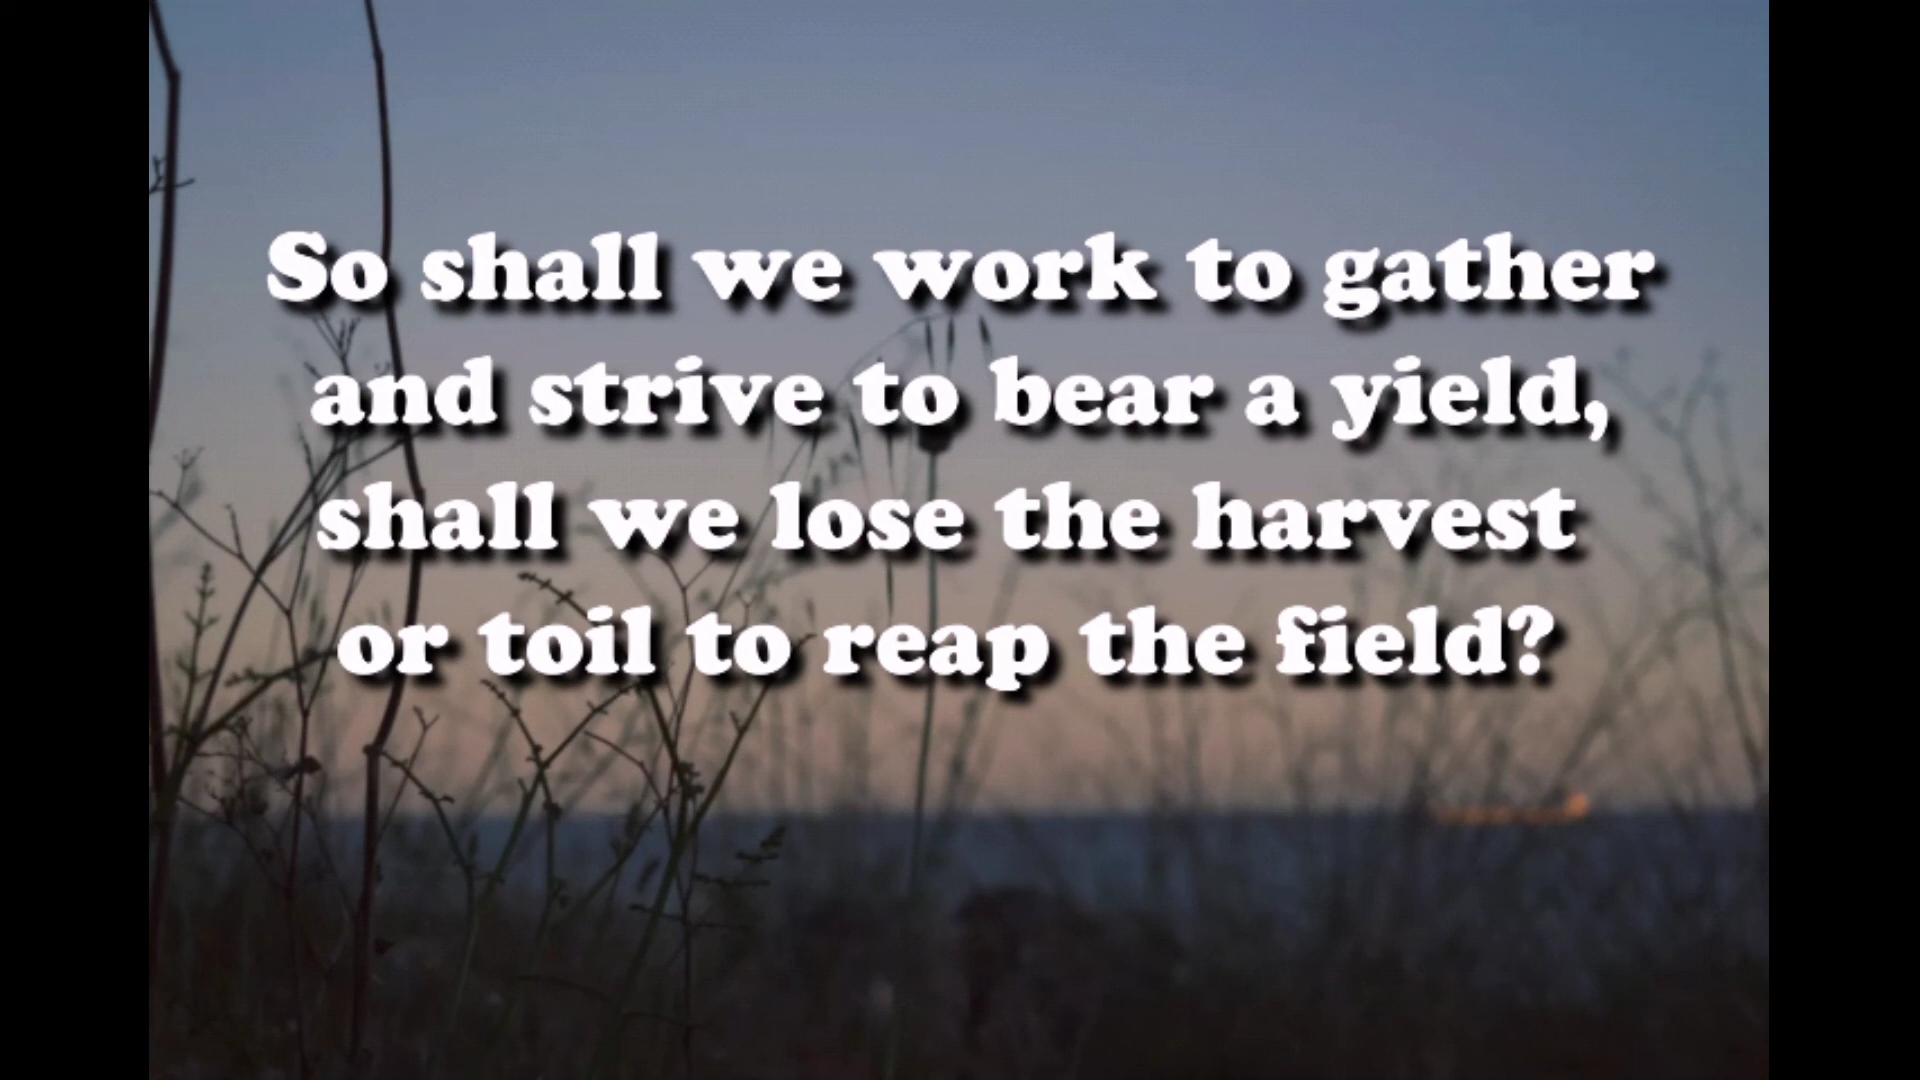 So shall we work to gather
and strive to bear a yield,
shall we lose the harvest
or toil to reap the field?